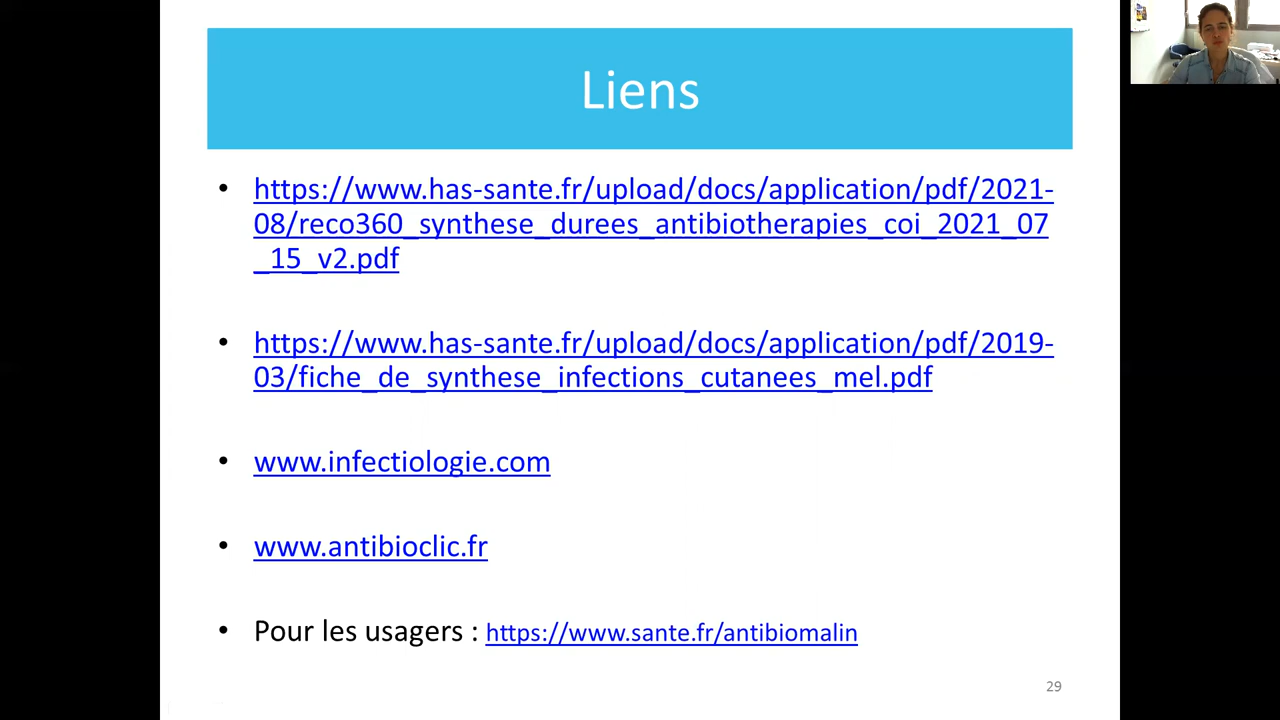 Liens
• https://www.has-sante.fr/upload/docs/application/pdf/2021-
08/reco360_synthese_durees_antibiotherapies_coi_2021_07
_15_v2.pdf
• https://www.has-sante.fr/upload/docs/application/pdf/2019-
03/fiche_de_synthese_infections_cutanees_mel.pdf
• www.infectiologie.com
• www.antibioclic.fr
• Pour les usagers : https://www.sante.fr/antibiomalin
29